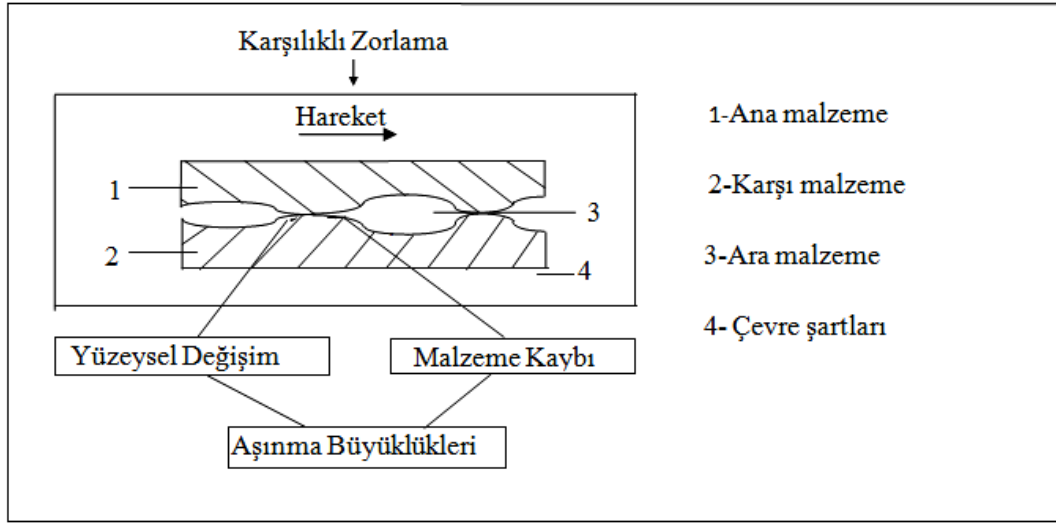 Karşılıklı Zorlama
Hareket
1
2
3
4
Yüzeysel Değişim
Malzeme Kaybı
Aşınma Büyüklükleri
1-Ana malzeme
2-Karşı malzeme
3-Ara malzeme
4- Çevre şartları